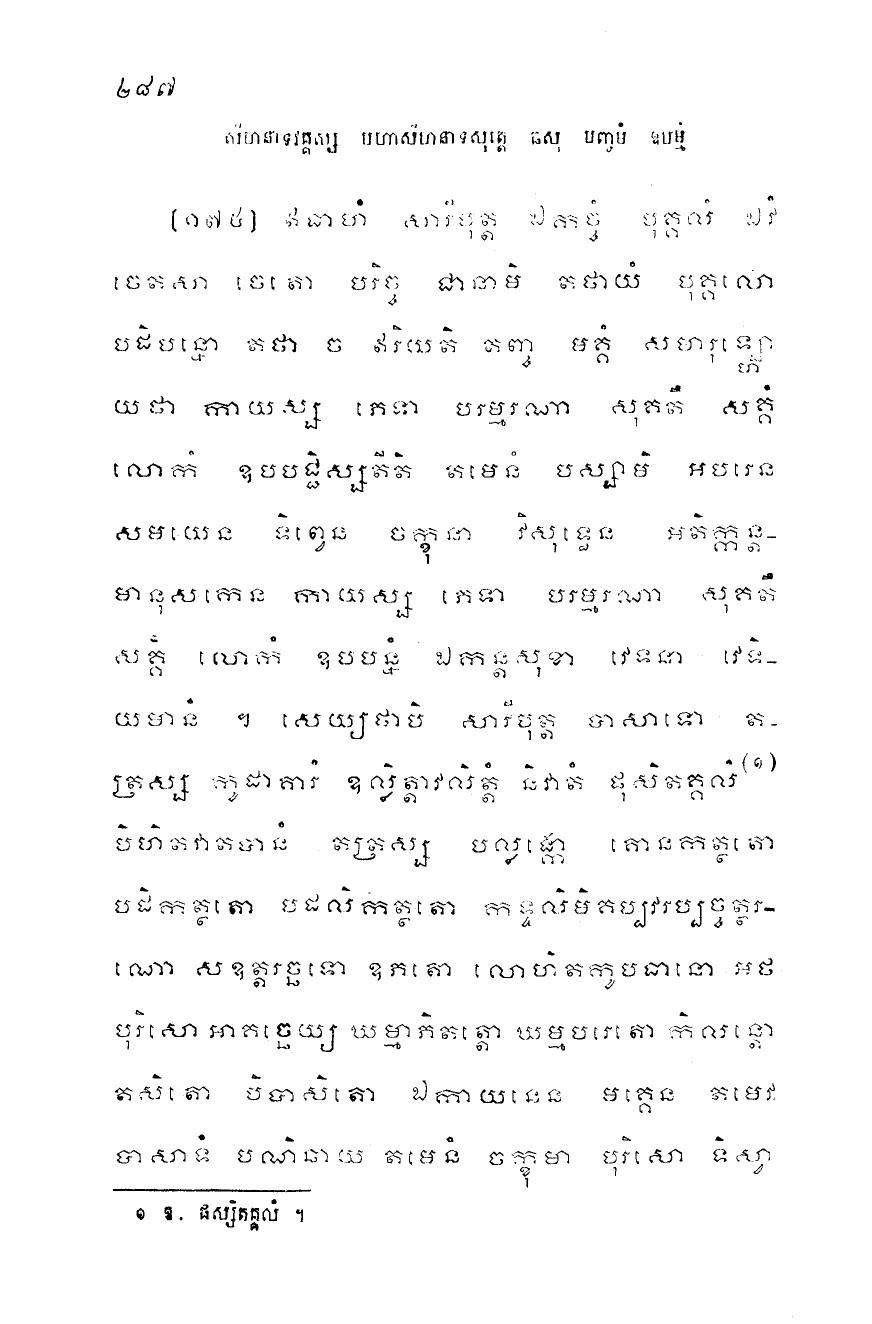 ២៨៧
សីហនាទវគ្គស្ស មហាសីហនាទសុត្តេ ឆសុ បញ្ចមំ ឧបម្មំ
[១៧៥] ឥធាហំ សារីបុត្ត ឯកច្ចំ បុគ្គលំ ឯវំ
ចេតសា ចេតោ បរិច្ច ជានាមិ តថាយំ បុគ្គលោ
បដិបន្នោ តថា ច ឥរិយតិ តញ្ច មគ្គំ សមារុឡ្ហោ
យថា កាយស្ស ភេទា បរម្មរណា សុគតឹ សគ្គំ
លោកំ ឧបបជ្ជិស្សតីតិ តមេនំ បស្សាមិ អបរេន
សមយេន ទិព្វេន ចក្ខុនា វិសុទ្ធេន អតិក្កន្ត-
មានុសកេន កាយស្ស ភេទា បរម្មរណា សុគតឹ
សគ្គំ លោកំ ឧបបន្នំ ឯកន្តសុខា វេទនា វេទិ-
យមានំ ។ សេយ្យថាបិ សារីបុត្ត បាសាទោ ត-
ត្រស្ស កូដាគារំ ឧល្លិត្តាវលិត្តំ និវាតំ ផុសិតគ្គលំ(១)
បិហិតវាតបានំ តត្រស្ស បល្លង្កោ គោនកត្ថតោ
បដិកត្ថតោ បដលិកត្ថតោ កទ្ទលិមិគប្បវរប្បច្ចត្ថរ-
ណោ សឧត្តរច្ឆទោ ឧភតោ លោហិតកូបធានោ អថ
បុរិសោ អាគច្ឆេយ្យ ឃម្មាភិតត្តោ ឃម្មបរេតោ កិលន្តោ
តសិតោ បិបាសិតោ ឯកាយនេន មគ្គេន តមេវ
បាសាទំ បណិធាយ តមេនំ ចក្ខុមា បុរិសោ ទិស្វា
១ ឱ. ផស្សិតគ្គលំ ។